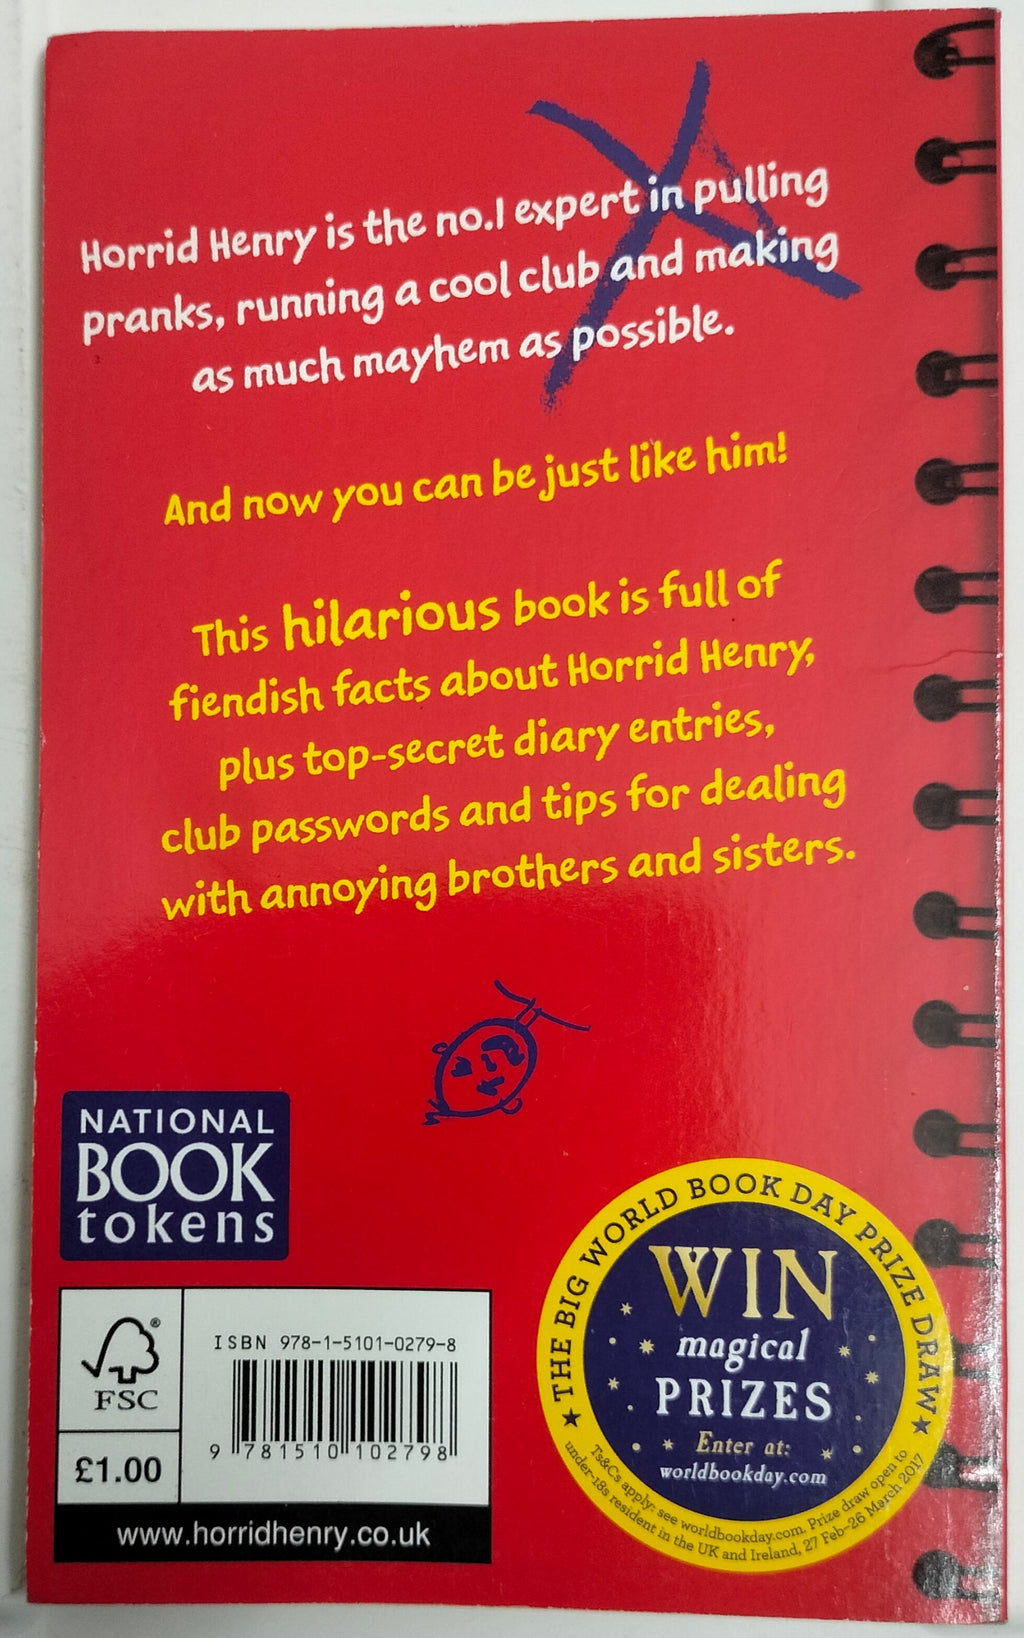 Horrid Henry is the no.1 expert in pulling
pranks, running a cool club and making
as much mayhem as possible.
And now you can be just like him!
This hilarious book is full of
fiendish facts about Horrid Henry,
plus top-secret diary entries,
club passwords and tips for dealing
with annoying brothers and sisters.
NATIONAL
BOOK
tokens
FSC
®
£1.00
ISBN 978-1-5101-0279-8
9 781510 102798
www.horridhenry.co.uk
★ THE BIG WORLD BOOK DAY PRIZE DRAW ★
WIN
magical
PRIZES
Enter at:
worldbookday.com
Ts&Cs apply: see worldbookday.com. Prize draw open to
under-18s resident in the UK and Ireland, 27 Feb–26 March 2017